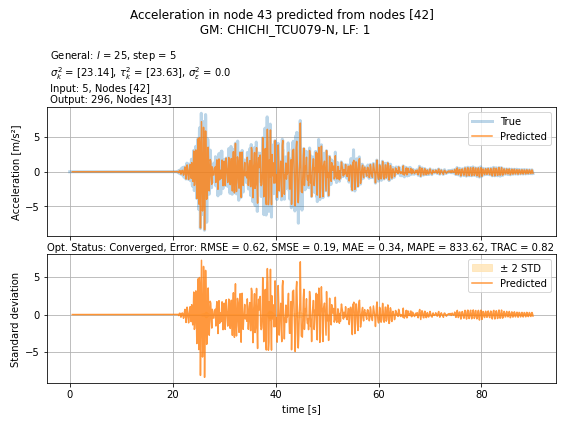 Acceleration in node 43 predicted from nodes [42]
GM: CHICHI_TCU079-N, LF: 1
General: l = 25, step = 5
σ²ₖ = [23.14], τ²ₖ = [23.63], σ²ₑ = 0.0
Input: 5, Nodes [42]
Output: 296, Nodes [43]
True
Predicted
Acceleration [m/s²]
5
0
−5
Opt. Status: Converged, Error: RMSE = 0.62, SMSE = 0.19, MAE = 0.34, MAPE = 833.62, TRAC = 0.82
± 2 STD
Predicted
Standard deviation
5
0
−5
0 20 40 60 80
time [s]